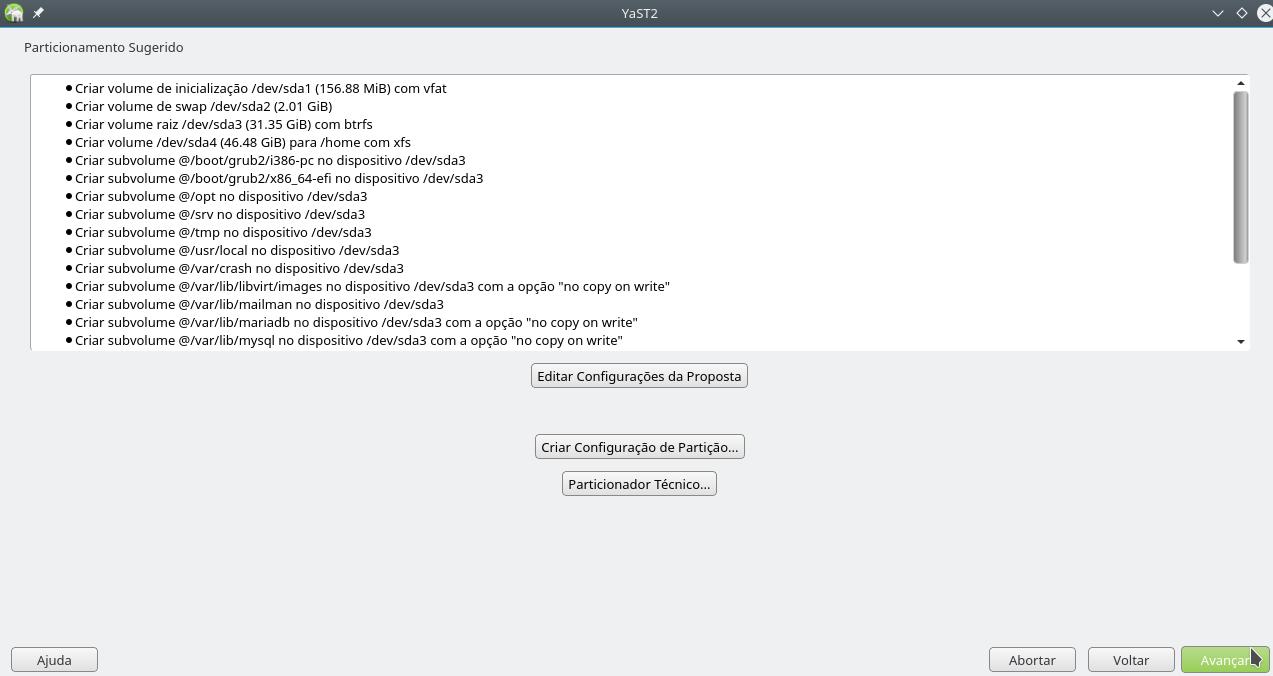 YaST2
Particionamento Sugerido
Criar volume de inicialização /dev/sda1 (156.88 MiB) com vfat
Criar volume de swap /dev/sda2 (2.01 GiB)
Criar volume raiz /dev/sda3 (31.35 GiB) com btrfs
Criar volume /dev/sda4 (46.48 GiB) para /home com xfs
Criar subvolume @/boot/grub2/i386-pc no dispositivo /dev/sda3
Criar subvolume @/boot/grub2/x86_64-efi no dispositivo /dev/sda3
Criar subvolume @/opt no dispositivo /dev/sda3
Criar subvolume @/srv no dispositivo /dev/sda3
Criar subvolume @/tmp no dispositivo /dev/sda3
Criar subvolume @/usr/local no dispositivo /dev/sda3
Criar subvolume @/var/crash no dispositivo /dev/sda3
Criar subvolume @/var/lib/libvirt/images no dispositivo /dev/sda3 com a opção "no copy on write"
Criar subvolume @/var/lib/mailman no dispositivo /dev/sda3
Criar subvolume @/var/lib/mariadb no dispositivo /dev/sda3 com a opção "no copy on write"
Criar subvolume @/var/lib/mysql no dispositivo /dev/sda3 com a opção "no copy on write"
Editar Configurações da Proposta
Criar Configuração de Partição...
Particionador Técnico...
Ajuda
Abortar
Voltar
Avançar